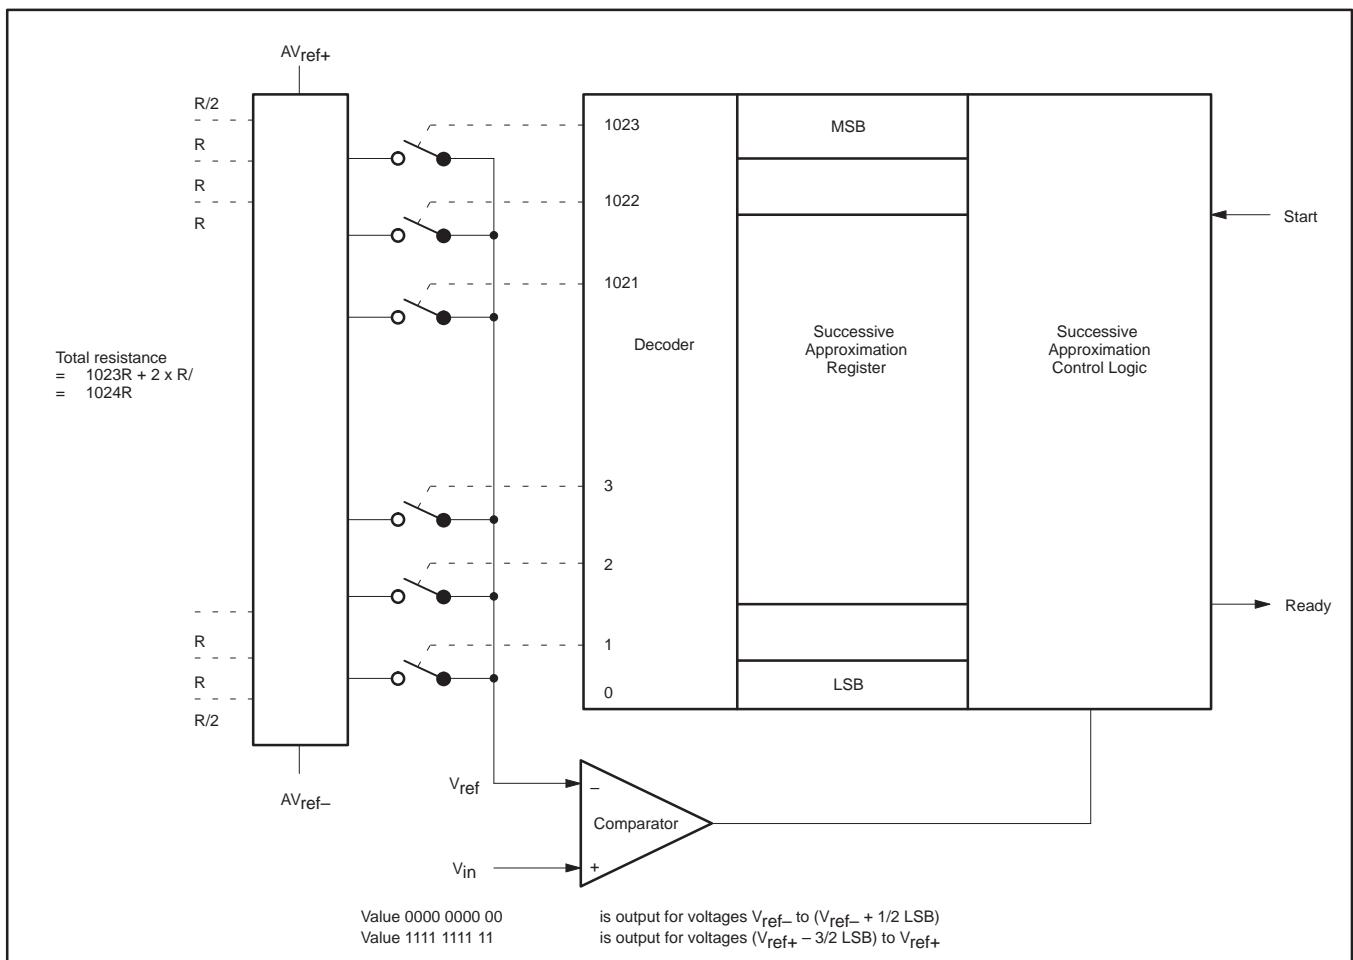 AVref+
R/2
R
R
R
1023
1022
1021
MSB
Start
Decoder
Successive
Approximation
Register
Successive
Approximation
Control Logic
Total resistance
= 1023R + 2 x R/
= 1024R
3
2
1
0
R
R
R/2
LSB
Ready
AVref–
Vref
–
Comparator
+
Vin
Value 0000 0000 00 is output for voltages Vref– to (Vref– + 1/2 LSB)
Value 1111 1111 11 is output for voltages (Vref+ – 3/2 LSB) to Vref+